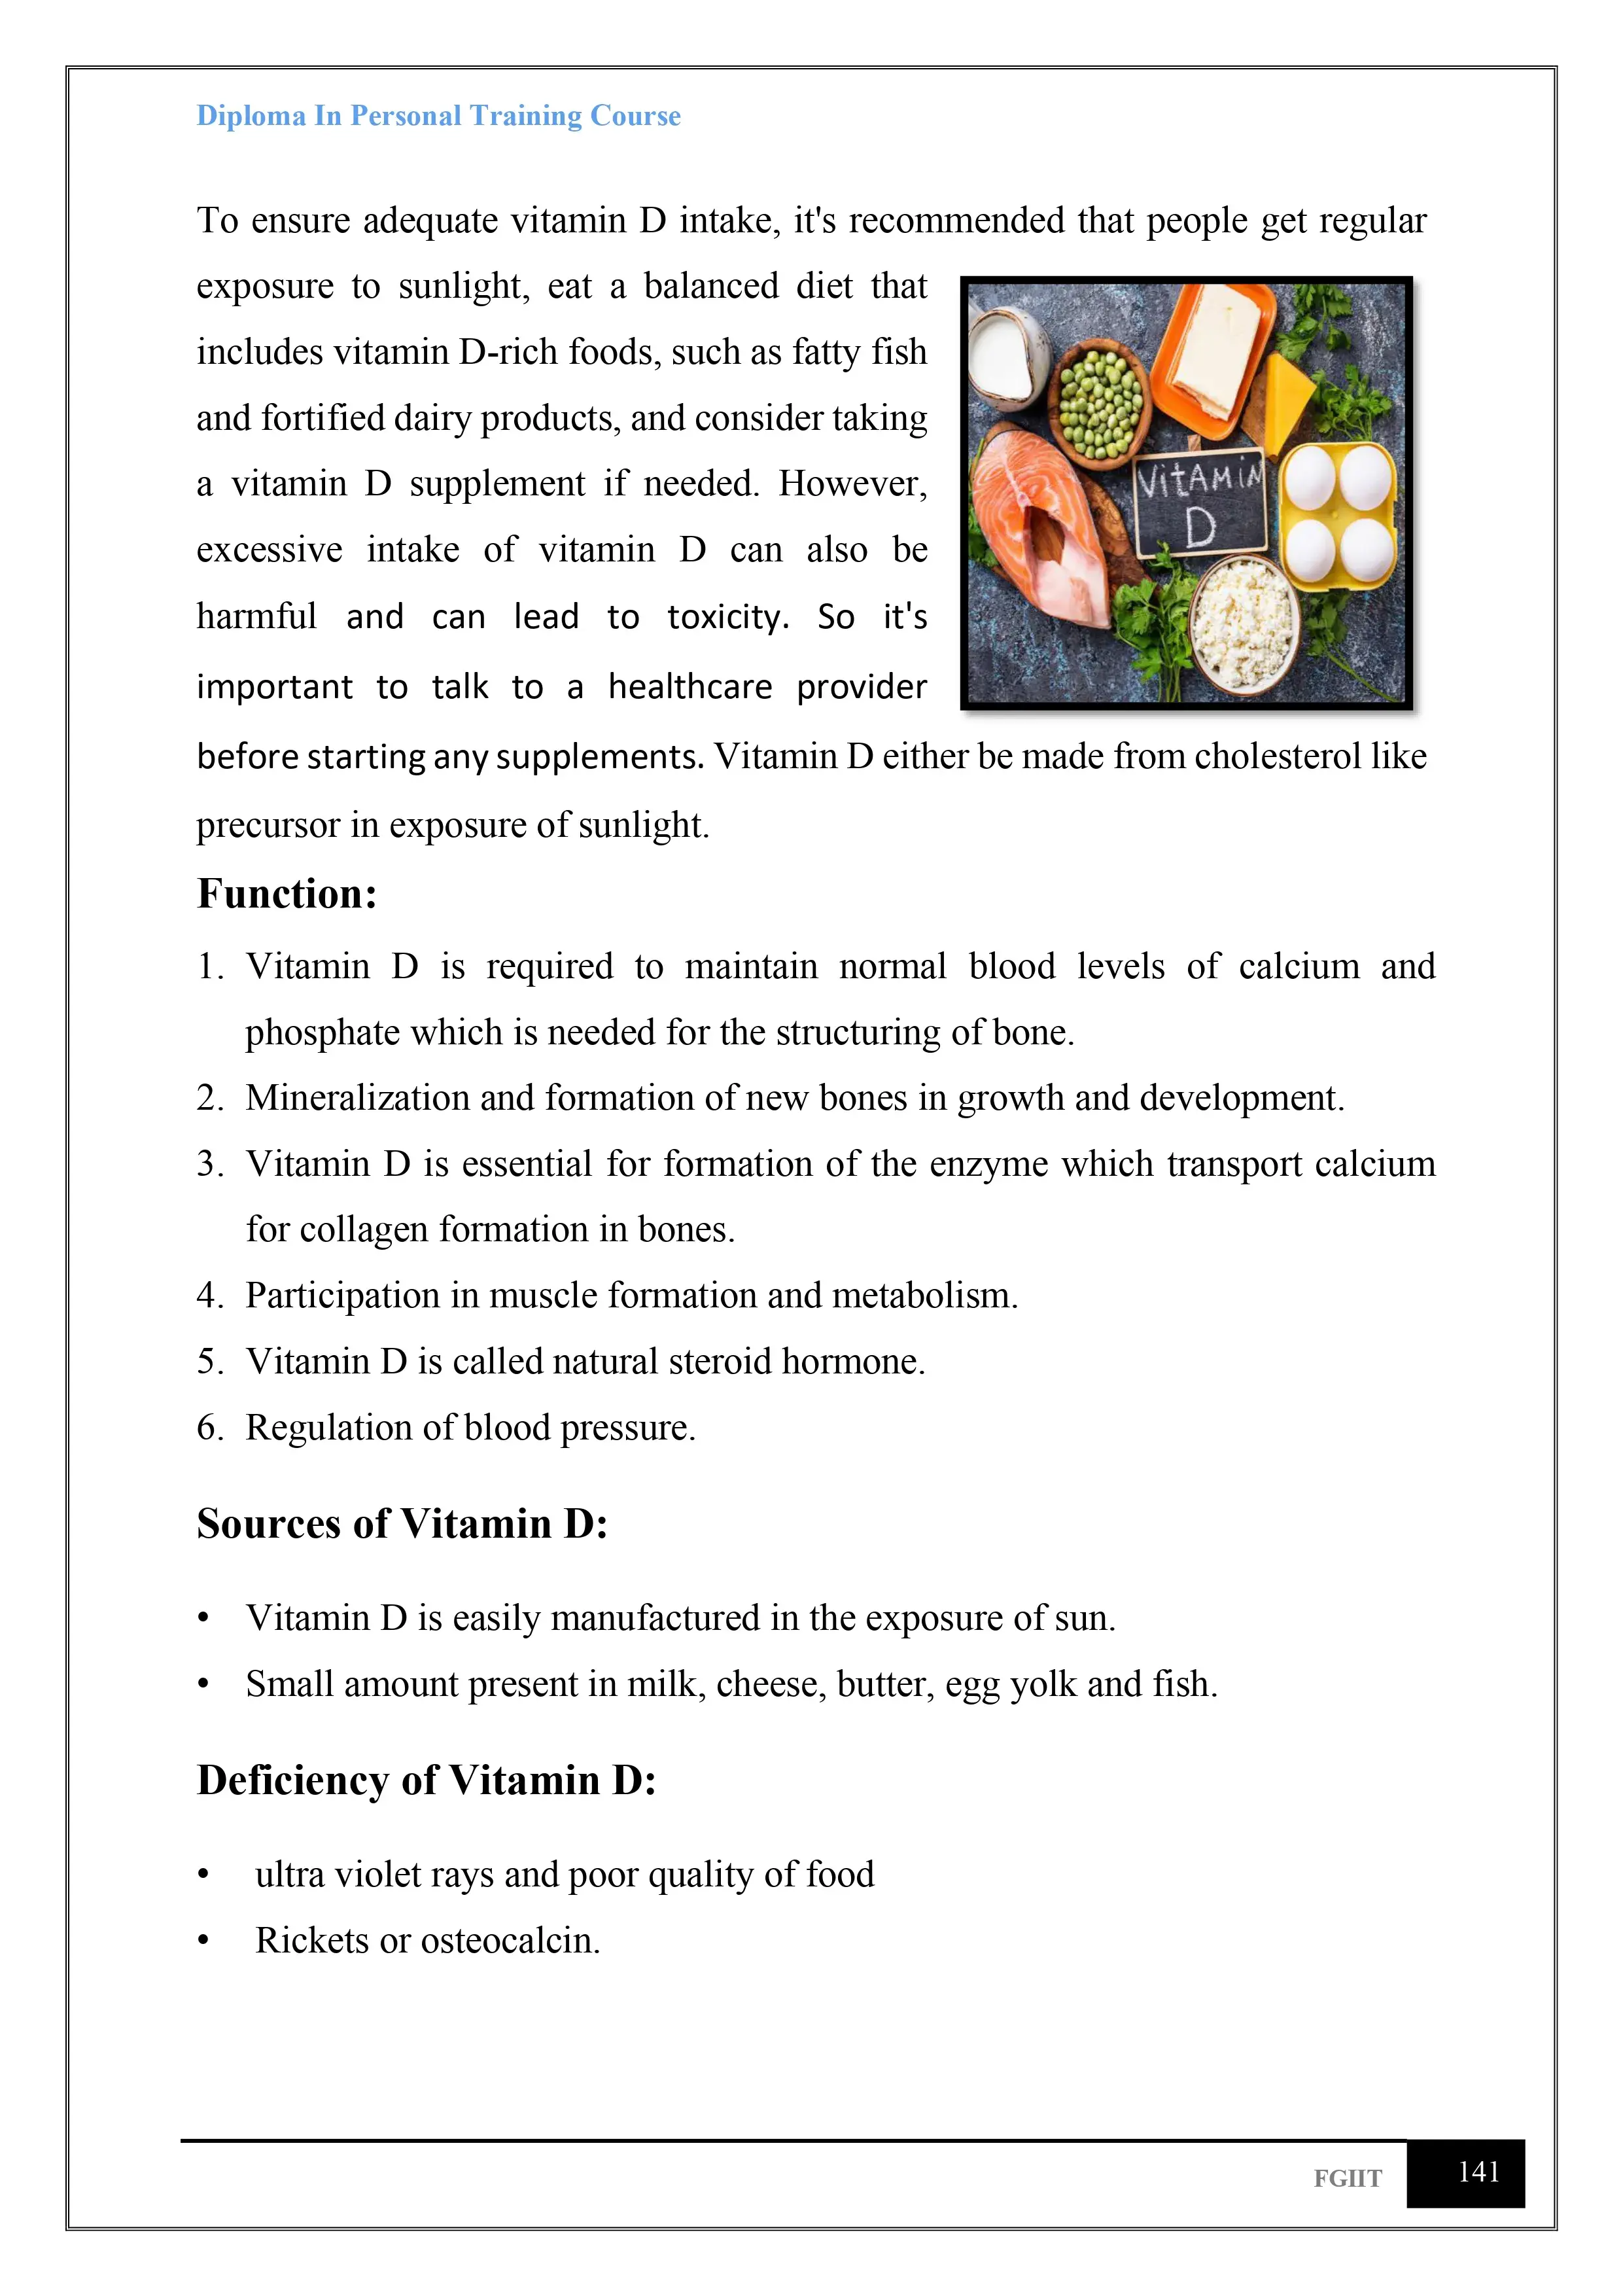 Diploma In Personal Training Course
To ensure adequate vitamin D intake, it's recommended that people get regular
exposure to sunlight, eat a balanced diet that
includes vitamin D-rich foods, such as fatty fish
and fortified dairy products, and consider taking
a vitamin D supplement if needed. However,
excessive intake of vitamin D can also be
harmful and can lead to toxicity. So it's
important to talk to a healthcare provider
before starting any supplements. Vitamin D either be made from cholesterol like
precursor in exposure of sunlight.
VitAMiN
D
Function:
1. Vitamin D is required to maintain normal blood levels of calcium and
phosphate which is needed for the structuring of bone.
2. Mineralization and formation of new bones in growth and development.
3. Vitamin D is essential for formation of the enzyme which transport calcium
for collagen formation in bones.
4. Participation in muscle formation and metabolism.
5. Vitamin D is called natural steroid hormone.
6. Regulation of blood pressure.
Sources of Vitamin D:
• Vitamin D is easily manufactured in the exposure of sun.
• Small amount present in milk, cheese, butter, egg yolk and fish.
Deficiency of Vitamin D:
• ultra violet rays and poor quality of food
• Rickets or osteocalcin.
FGIIT
141